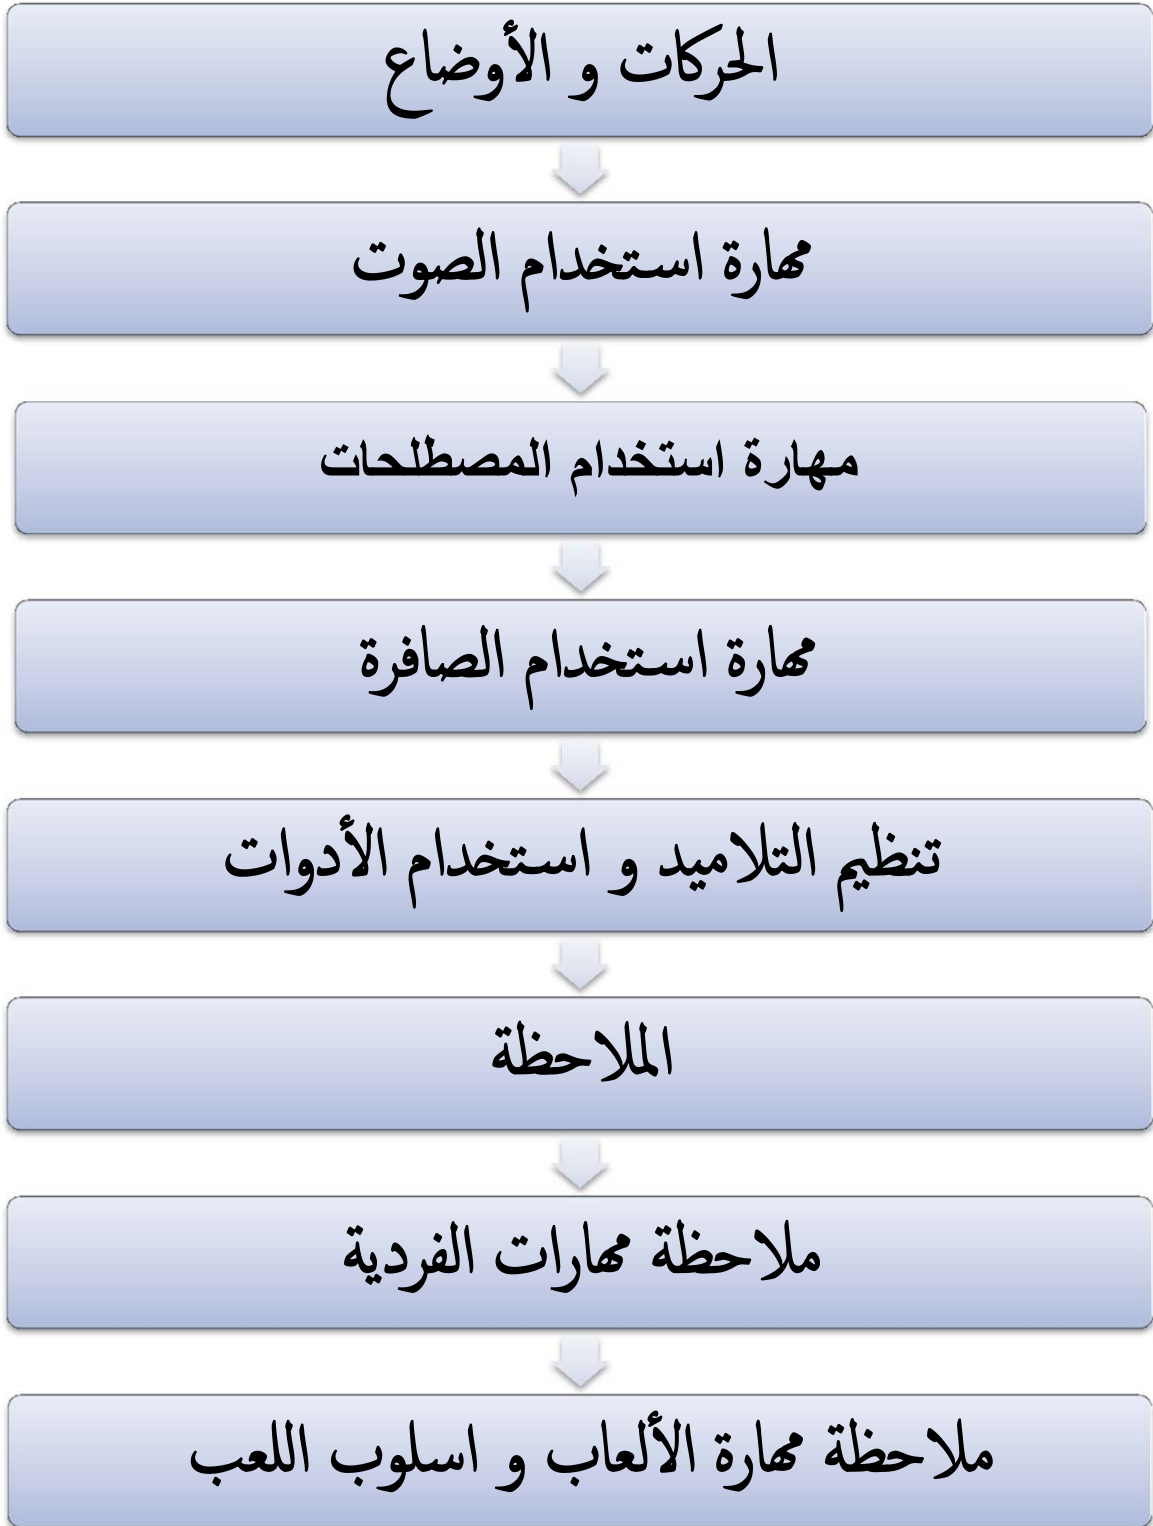 الحركات و الأوضاع
مهارة استخدام الصوت
مهارة استخدام المصطلحات
مهارة استخدام الصافرة
تنظيم التلاميد و استخدام الأدوات
الملاحظة
ملاحظة مهارات الفردية
ملاحظة مهارة الألعاب و اسلوب اللعب